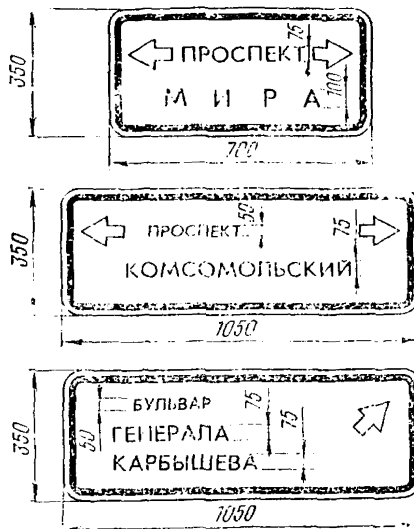 350
75
ПРОСПЕКТ
М И Р А
100
700
350
50
75
ПРОСПЕКТ
КОМСОМОЛЬСКИЙ
1050
350
50
БУЛЬВАР
75
ГЕНЕРАЛА
75
КАРБЫШЕВА
1050